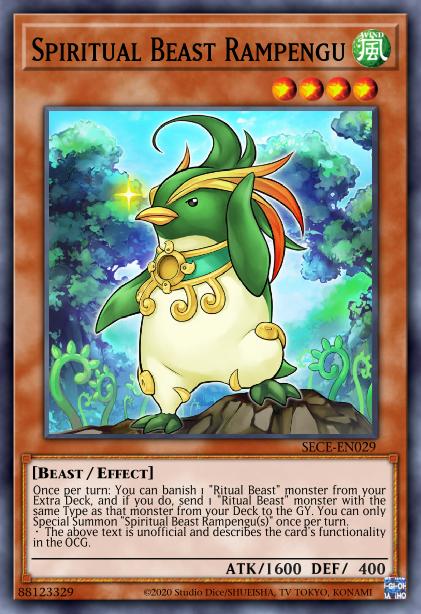 SPIRITUAL BEAST RAMPENGU
WIND
風
SECE-EN029
[BEAST / EFFECT]
Once per turn: You can banish 1 "Ritual Beast" monster from your
Extra Deck, and if you do, send 1 "Ritual Beast" monster with the
same Type as that monster from your Deck to the GY. You can only
Special Summon "Spiritual Beast Rampengu(s)" once per turn.
· The above text is unofficial and describes the card's functionality
in the OCG.
ATK/1600 DEF/ 400
88123329
©2020 Studio Dice/SHUEISHA, TV TOKYO, KONAMI